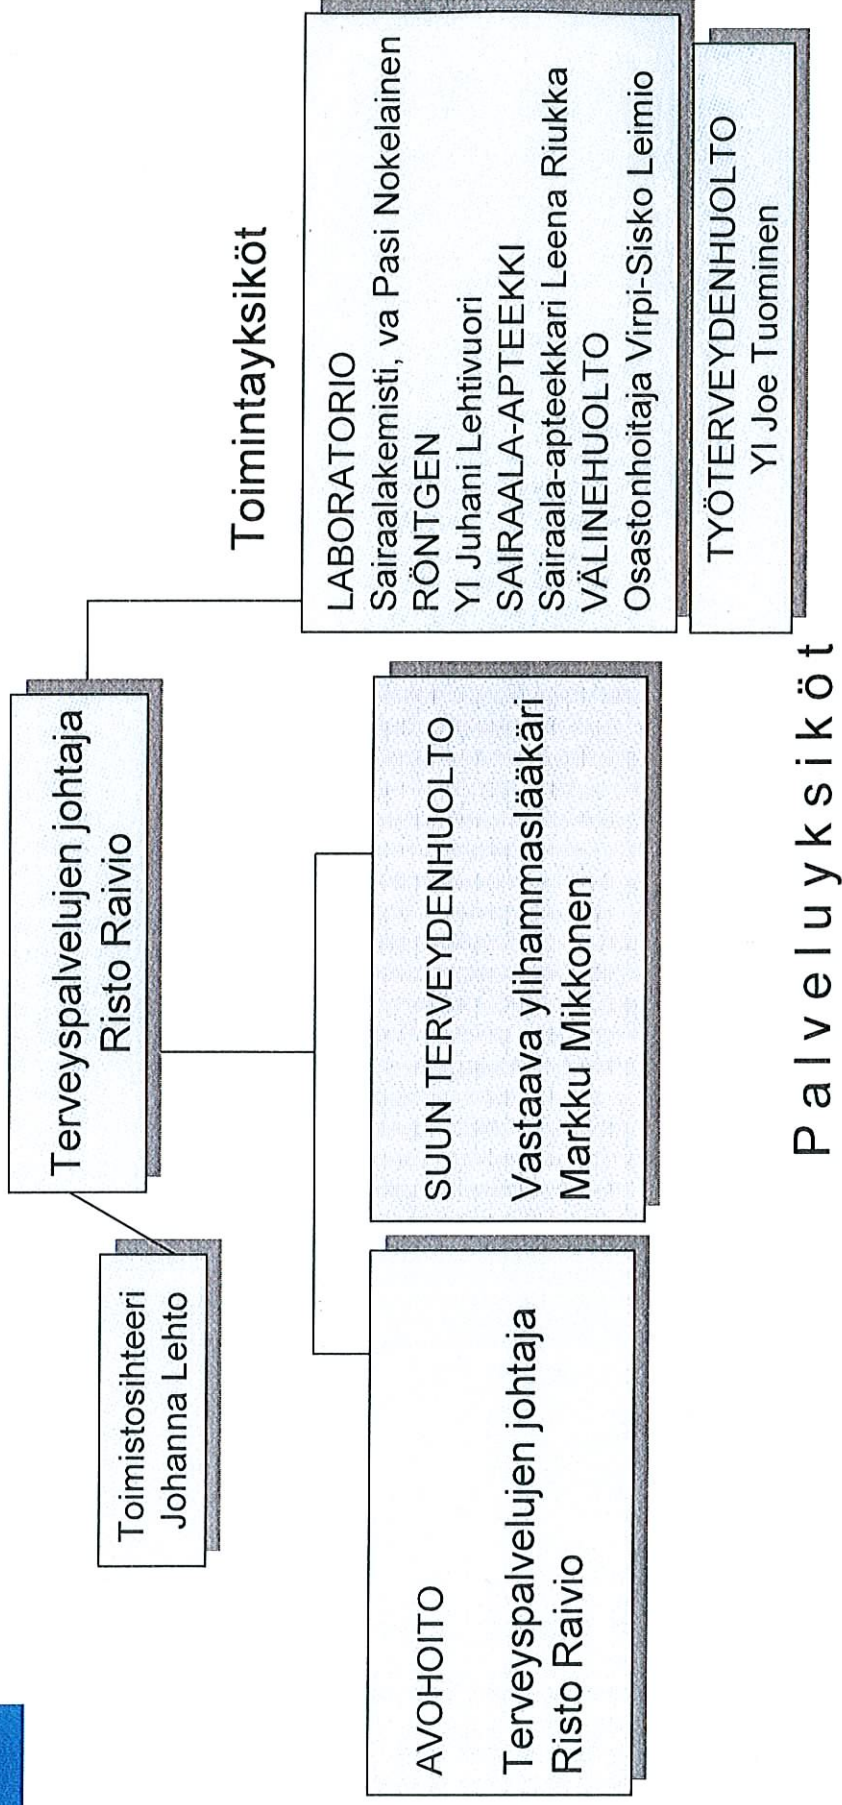 Terveyspalvelujen johtaja
Risto Raivio
Toimistosihteeri
Johanna Lehto
Toimintayksiköt
AVOHOITO
Terveyspalvelujen johtaja
Risto Raivio
SUUN TERVEYDENHUOLTO
Vastaava ylihammaslääkäri
Markku Mikkonen
LABORATORIO
Sairaalakemisti, va Pasi Nokelainen
RÖNTGEN
Yl Juhani Lehtivuori
SAIRAALA-APTEEKKI
Sairaala-apteekkari Leena Riukka
VÄLINEHUOLTO
Osastonhoitaja Virpi-Sisko Leimio
TYÖTERVEYDENHUOLTO
Yl Joe Tuominen
Palveluyksiköt